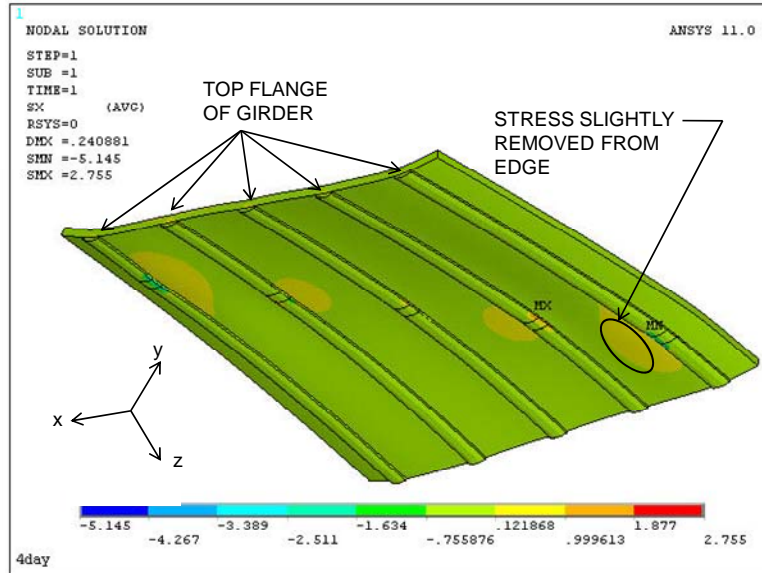 1
NODAL SOLUTION
ANSYS 11.0
STEP=1
SUB =1
TIME=1
SX (AVG)
RSYS=0
DMX =.240881
SMN =-5.145
SMX =2.755
TOP FLANGE
OF GIRDER
STRESS SLIGHTLY
REMOVED FROM
EDGE
MX
MN
y
x
z
-5.145 -3.389 -1.634 .121868 1.877
-4.267 -2.511 -.755876 .999613 2.755
4day